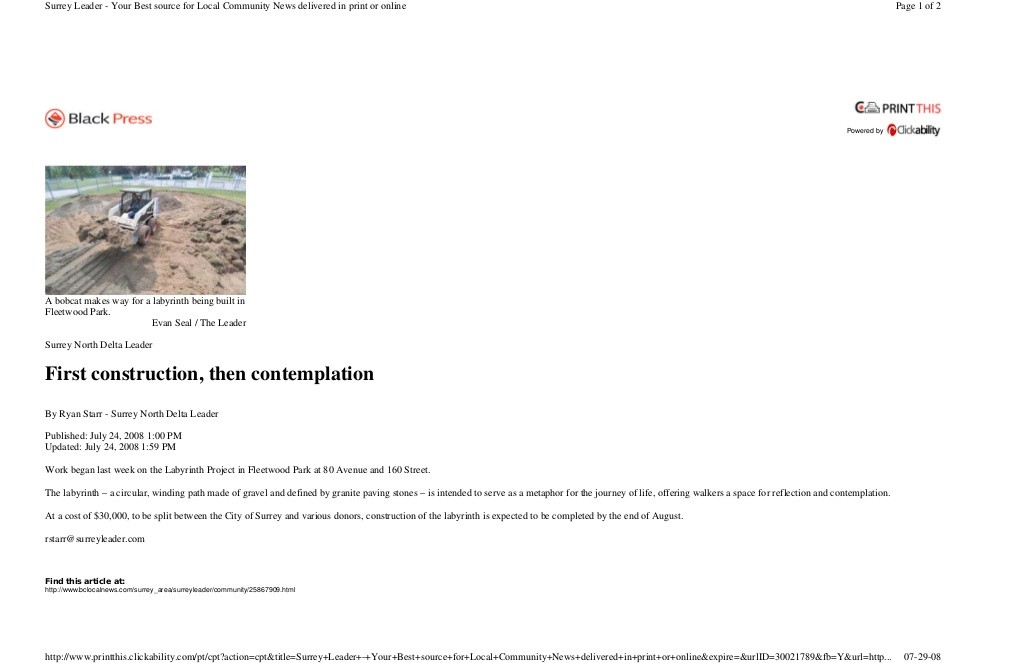 Surrey Leader - Your Best source for Local Community News delivered in print or online
Page 1 of 2
Black Press
PRINTTHIS
Powered by Clickability
A bobcat makes way for a labyrinth being built in
Fleetwood Park.
Evan Seal / The Leader
Surrey North Delta Leader
First construction, then contemplation
By Ryan Starr - Surrey North Delta Leader
Published: July 24, 2008 1:00 PM
Updated: July 24, 2008 1:59 PM
Work began last week on the Labyrinth Project in Fleetwood Park at 80 Avenue and 160 Street.
The labyrinth – a circular, winding path made of gravel and defined by granite paving stones – is intended to serve as a metaphor for the journey of life, offering walkers a space for reflection and contemplation.
At a cost of $30,000, to be split between the City of Surrey and various donors, construction of the labyrinth is expected to be completed by the end of August.
rstarr@surreyleader.com
Find this article at:
http://www.bclocalnews.com/surrey_area/surreyleader/community/25867909.html
http://www.printthis.clickability.com/pt/cpt?action=cpt&title=Surrey+Leader+-+Your+Best+source+for+Local+Community+News+delivered+in+print+or+online&expire=&urlID=30021789&fb=Y&url=http... 07-29-08